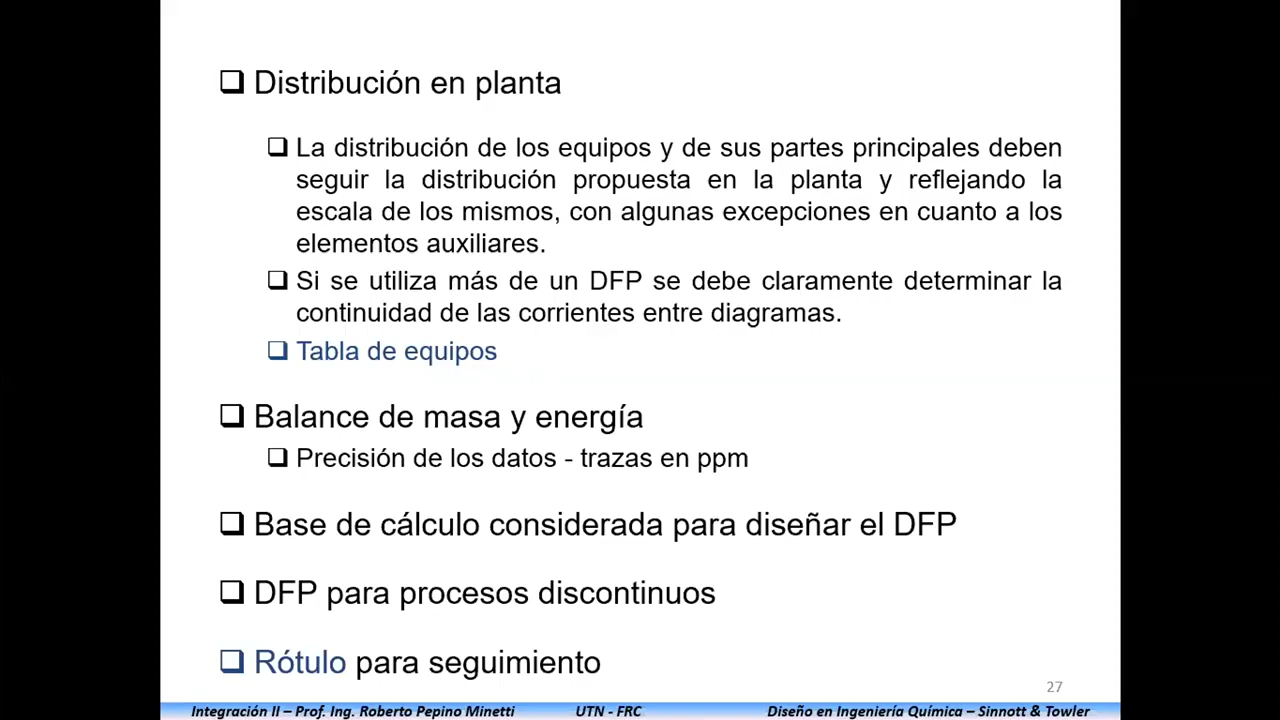 Distribución en planta
La distribución de los equipos y de sus partes principales deben
seguir la distribución propuesta en la planta y reflejando la
escala de los mismos, con algunas excepciones en cuanto a los
elementos auxiliares.
Si se utiliza más de un DFP se debe claramente determinar la
continuidad de las corrientes entre diagramas.
Tabla de equipos
Balance de masa y energía
Precisión de los datos - trazas en ppm
Base de cálculo considerada para diseñar el DFP
DFP para procesos discontinuos
Rótulo para seguimiento
27
Integración II – Prof. Ing. Roberto Pepino Minetti UTN - FRC Diseño en Ingeniería Química – Sinnott & Towler